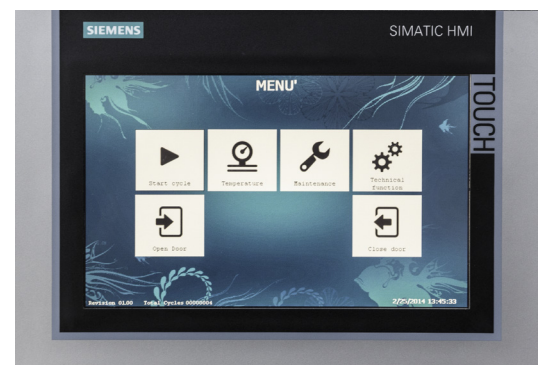 SIEMENS
SIMATIC HMI
TOUCH
MENU'
Start cycle
Temperature
Maintenance
Technical
function
Open Door
Close door
Revision 01.00
Total Cycles 00000004
2/25/2014 13:45:33